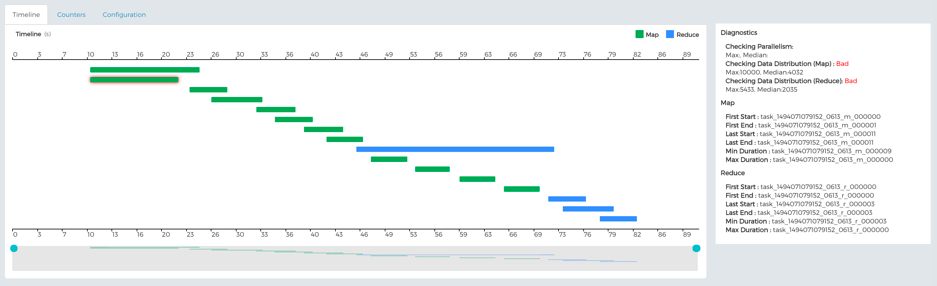 Timeline Counters Configuration
Timeline (s)
Map Reduce
0 3 7 10 13 16 20 23 26 30 33 36 40 43 46 49 53 56 59 63 66 69 73 76 79 82 86 89
0 3 7 10 13 16 20 23 26 30 33 36 40 43 46 49 53 56 59 63 66 69 73 76 79 82 86 89
Diagnostics
Checking Parallelism:
Max:, Median:
Checking Data Distribution (Map) : Bad
Max:10000, Median:4032
Checking Data Distribution (Reduce): Bad
Max:5433, Median:2035
Map
First Start : task_1494071079152_0613_m_000000
First End : task_1494071079152_0613_m_000001
Last Start : task_1494071079152_0613_m_000011
Last End : task_1494071079152_0613_m_000011
Min Duration : task_1494071079152_0613_m_000009
Max Duration : task_1494071079152_0613_m_000000
Reduce
First Start : task_1494071079152_0613_r_000000
First End : task_1494071079152_0613_r_000000
Last Start : task_1494071079152_0613_r_000003
Last End : task_1494071079152_0613_r_000003
Min Duration : task_1494071079152_0613_r_000003
Max Duration : task_1494071079152_0613_r_000000